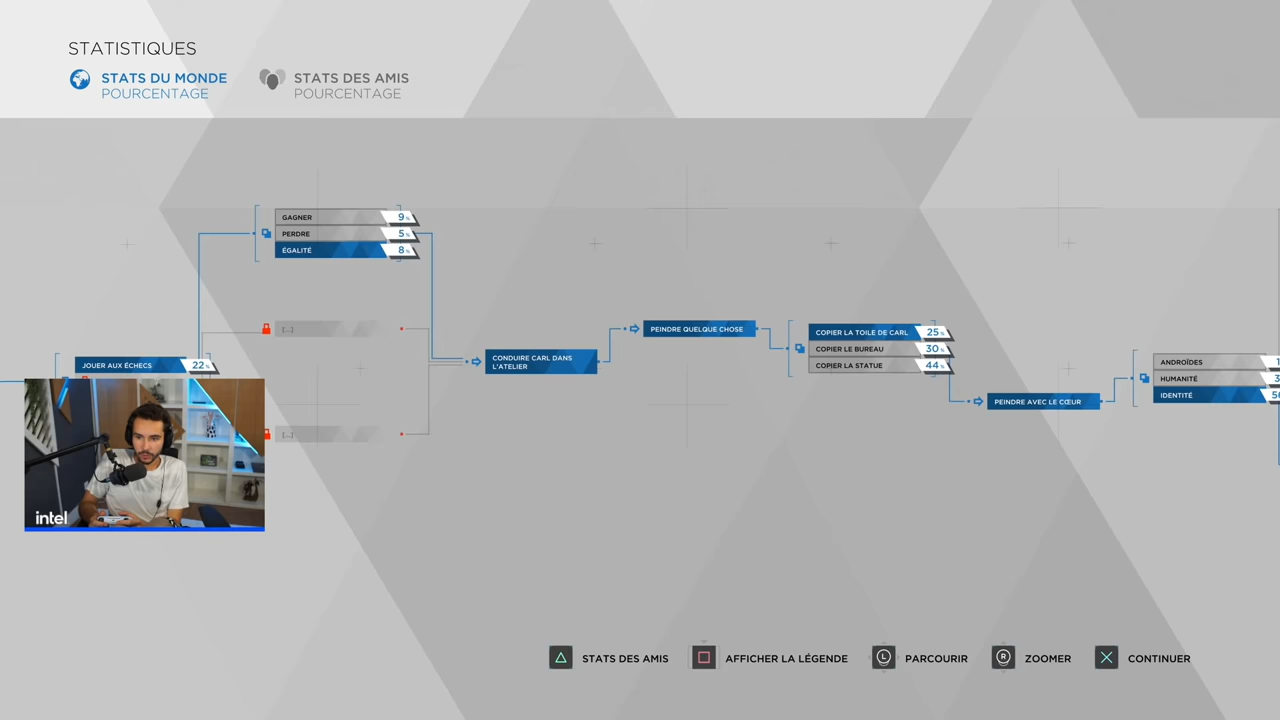 STATISTIQUES
STATS DU MONDE
POURCENTAGE
STATS DES AMIS
POURCENTAGE
GAGNER 9%
PERDRE 5%
ÉGALITÉ 8%
[...]
JOUER AUX ÉCHECS 22%
[...]
CONDUIRE CARL DANS
L'ATELIER
PEINDRE QUELQUE CHOSE
COPIER LA TOILE DE CARL 25%
COPIER LE BUREAU 30%
COPIER LA STATUE 44%
PEINDRE AVEC LE CŒUR
ANDROÏDES 1
HUMANITÉ 3
IDENTITÉ
intel
STATS DES AMIS
AFFICHER LA LÉGENDE
L PARCOURIR
R ZOOMER
CONTINUER